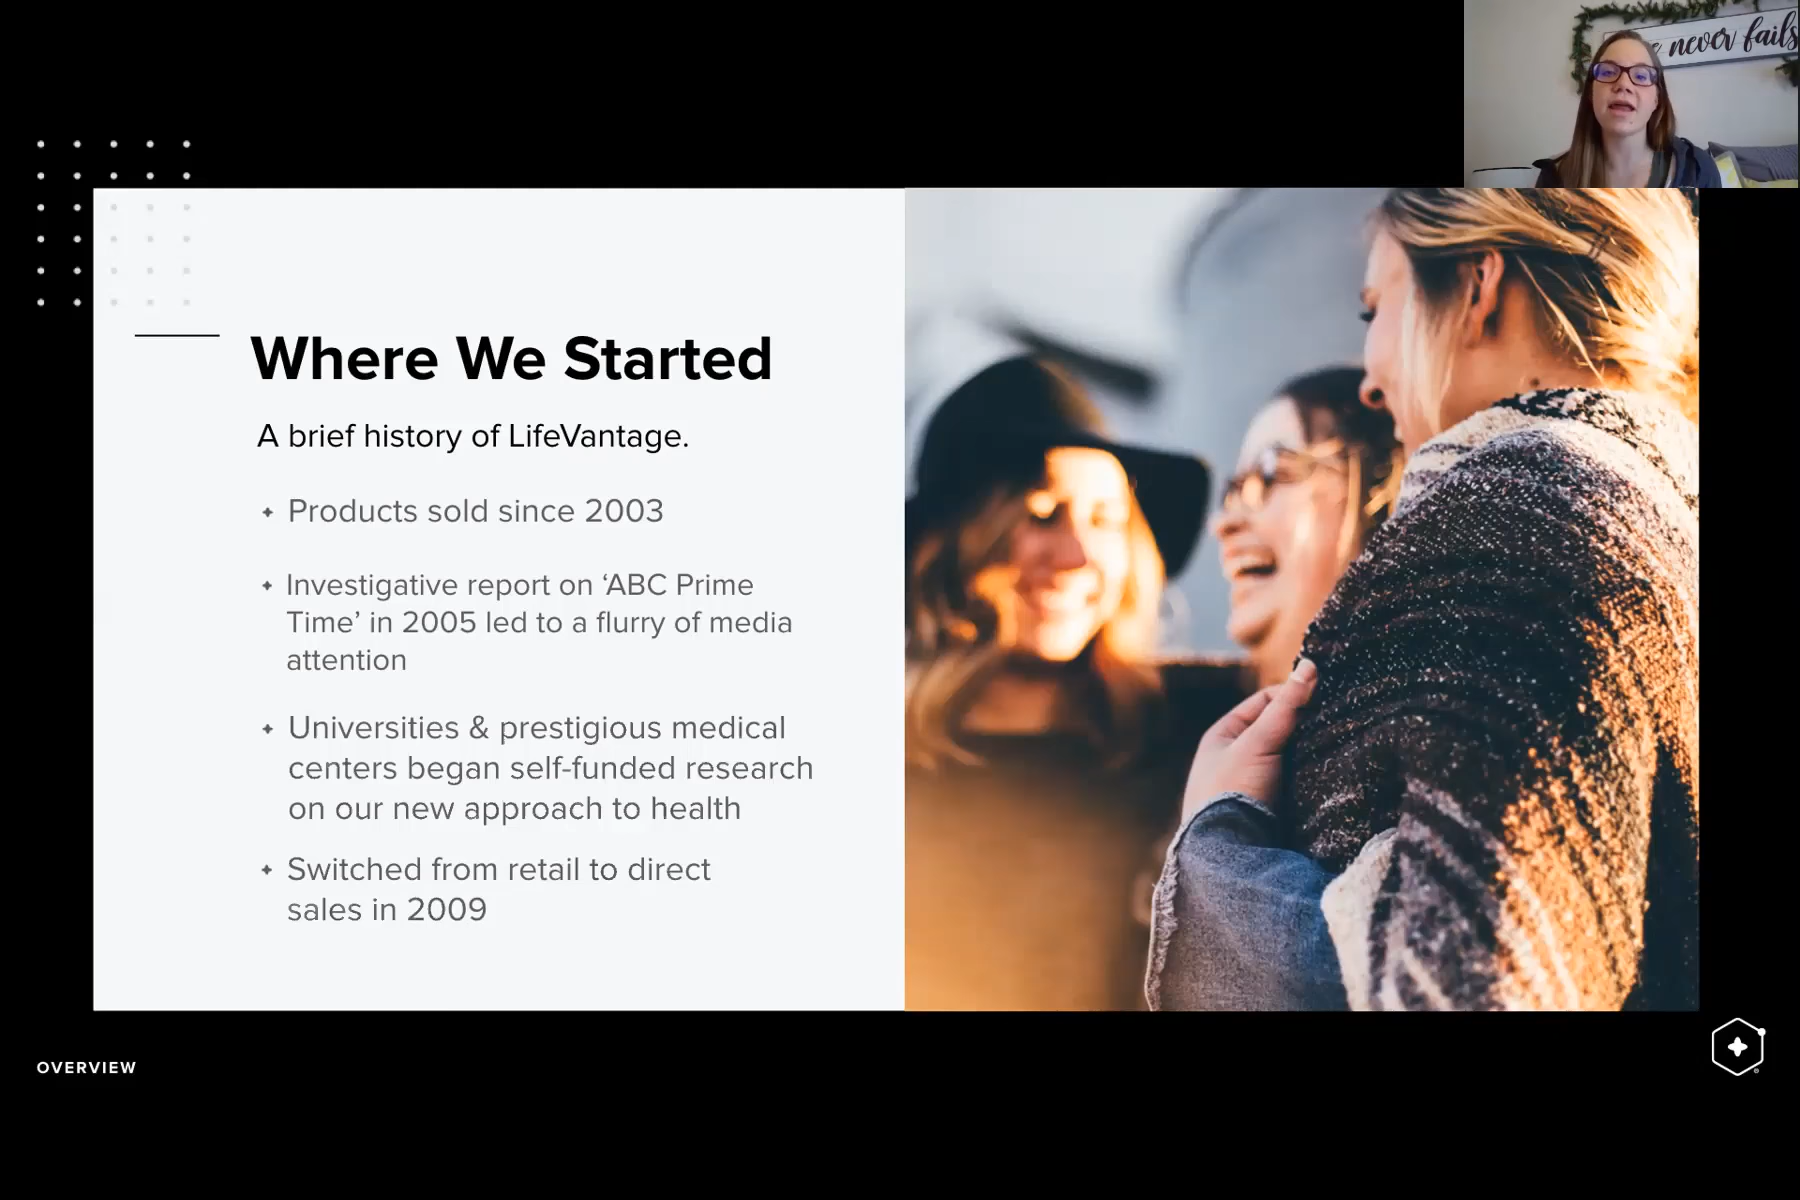 never fails
Where We Started
A brief history of LifeVantage.
Products sold since 2003
Investigative report on ‘ABC Prime
Time’ in 2005 led to a flurry of media
attention
Universities & prestigious medical
centers began self-funded research
on our new approach to health
Switched from retail to direct
sales in 2009
OVERVIEW